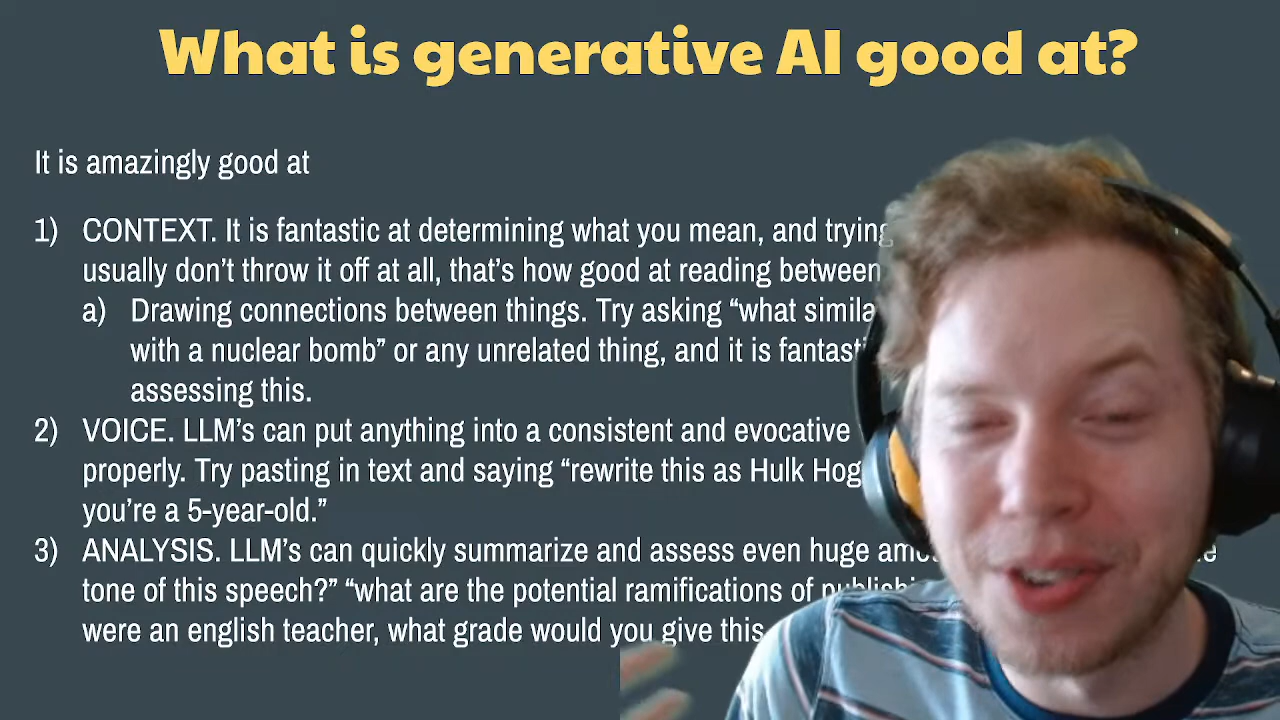 What is generative AI good at?
It is amazingly good at
1) CONTEXT. It is fantastic at determining what you mean, and trying
usually don't throw it off at all, that's how good at reading between
a) Drawing connections between things. Try asking “what
with a nuclear bomb” or any unrelated thing, and it is
assessing this.
2) VOICE. LLM's can put anything into a consistent and evocative
properly. Try pasting in text and saying “rewrite this as Hulk
you're a 5-year-old.”
3) ANALYSIS. LLM's can quickly summarize and assess even huge
tone of this speech?” “what are the potential ramifications of
were an english teacher, what grade would you give this